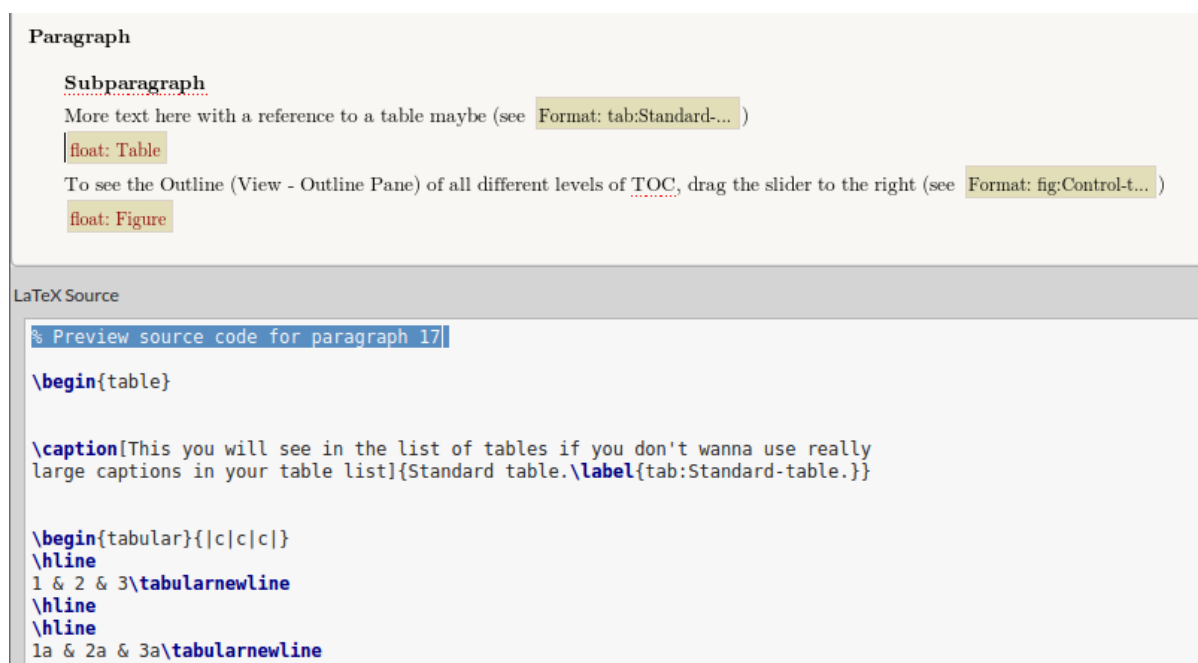 Paragraph
Subparagraph
More text here with a reference to a table maybe (see Format: tab:Standard-... )
float: Table
To see the Outline (View - Outline Pane) of all different levels of TOC, drag the slider to the right (see Format: fig:Control-t... )
float: Figure
LaTeX Source
% Preview source code for paragraph 17
\begin{table}
\caption[This you will see in the list of tables if you don't wanna use really
large captions in your table list]{Standard table.\label{tab:Standard-table.}}
\begin{tabular}{|c|c|c|}
\hline
1 & 2 & 3\tabularnewline
\hline
\hline
1a & 2a & 3a\tabularnewline